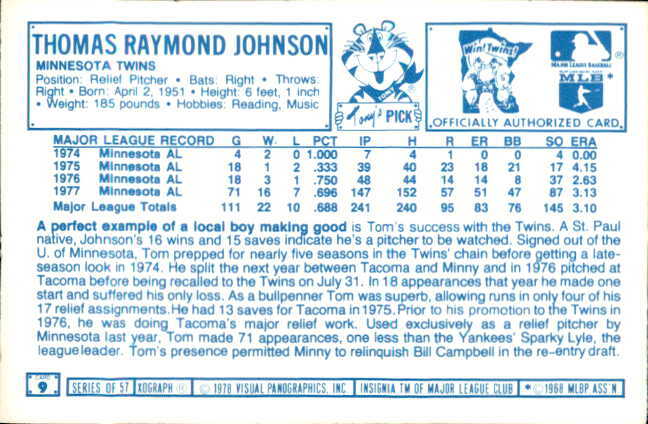 THOMAS RAYMOND JOHNSON
MINNESOTA TWINS
Position: Relief Pitcher • Bats: Right • Throws:
Right • Born: April 2, 1951 • Height: 6 feet, 1 inch
• Weight: 185 pounds • Hobbies: Reading, Music
Tony's PICK
Win! Twins!
MAJOR LEAGUE BASEBALL
MLB*
OFFICIALLY AUTHORIZED CARD
MAJOR LEAGUE RECORD G W. L PCT IP H R ER BB SO ERA
1974 Minnesota AL 4 2 0 1.000 7 4 1 0 0 4 0.00
1975 Minnesota AL 18 1 2 .333 39 40 23 18 21 17 4.15
1976 Minnesota AL 18 3 1 .750 48 44 14 14 8 37 2.63
1977 Minnesota AL 71 16 7 .696 147 152 57 51 47 87 3.13
Major League Totals 111 22 10 .688 241 240 95 83 76 145 3.10
A perfect example of a local boy making good is Tom's success with the Twins. A St. Paul
native, Johnson's 16 wins and 15 saves indicate he's a pitcher to be watched. Signed out of the
U. of Minnesota, Tom prepped for nearly five seasons in the Twins' chain before getting a late-
season look in 1974. He split the next year between Tacoma and Minny and in 1976 pitched at
Tacoma before being recalled to the Twins on July 31. In 18 appearances that year he made one
start and suffered his only loss. As a bullpenner Tom was superb, allowing runs in only four of his
17 relief assignments. He had 13 saves for Tacoma in 1975. Prior to his promotion to the Twins in
1976, he was doing Tacoma's major relief work. Used exclusively as a relief pitcher by
Minnesota last year, Tom made 71 appearances, one less than the Yankees' Sparky Lyle, the
league leader. Tom's presence permitted Minny to relinquish Bill Campbell in the re-entry draft.
CARD
9
SERIES OF 57 XOGRAPH ® © 1978 VISUAL PANOGRAPHICS, INC. INSIGNIA TM OF MAJOR LEAGUE CLUB * © 1968 MLBP ASS'N